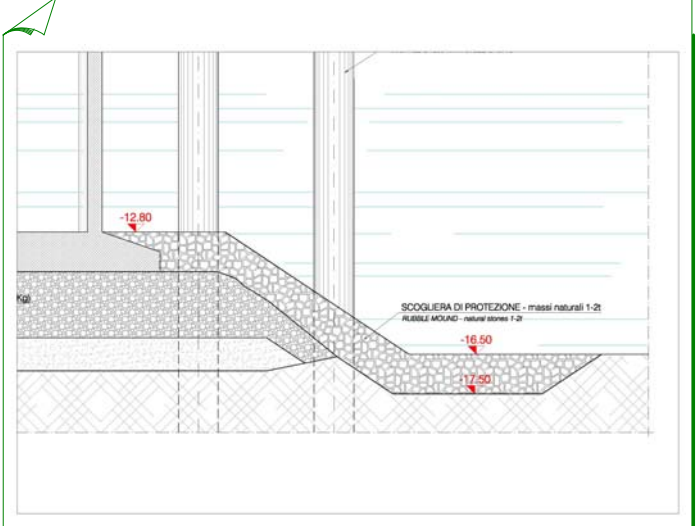 -12.80
Kg)
SCOGLIERA DI PROTEZIONE - massi naturali 1-2t
RUBBLE MOUND - natural stones 1-2t
-16.50
-17.50